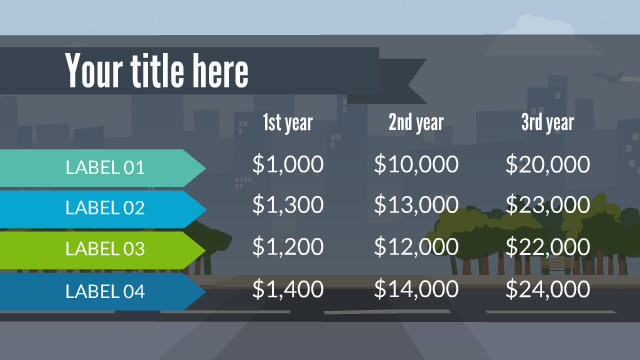 Your title here
1st year 2nd year 3rd year
LABEL 01 $1,000 $10,000 $20,000
LABEL 02 $1,300 $13,000 $23,000
LABEL 03 $1,200 $12,000 $22,000
LABEL 04 $1,400 $14,000 $24,000